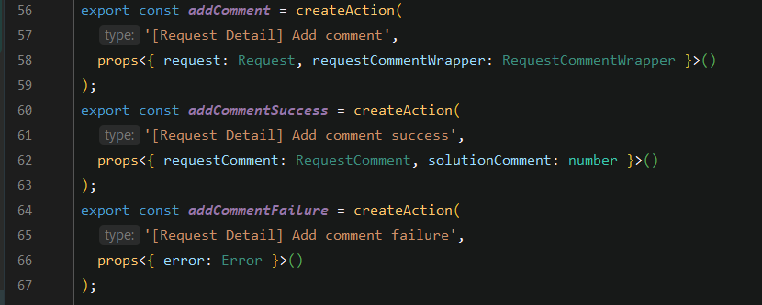 56 export const addComment = createAction(
57 type: '[Request Detail] Add comment',
58 props<{ request: Request, requestCommentWrapper: RequestCommentWrapper }>()
59 );
60 export const addCommentSuccess = createAction(
61 type: '[Request Detail] Add comment success',
62 props<{ requestComment: RequestComment, solutionComment: number }>()
63 );
64 export const addCommentFailure = createAction(
65 type: '[Request Detail] Add comment failure',
66 props<{ error: Error }>()
67 );